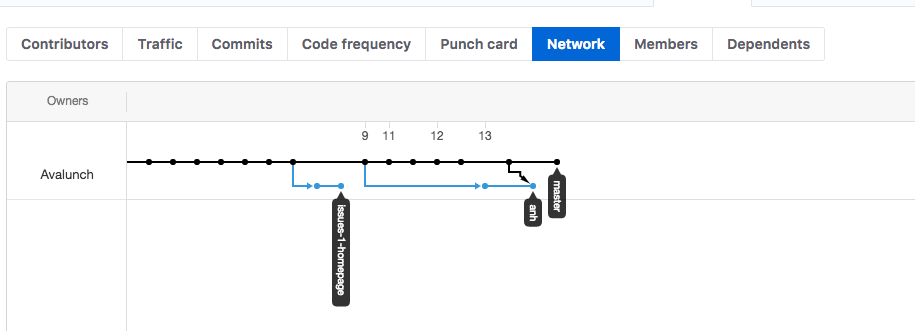 Contributors Traffic Commits Code frequency Punch card Network Members Dependents
Owners
9 11 12 13
Avalunch
issues-1-homepage
anh
master